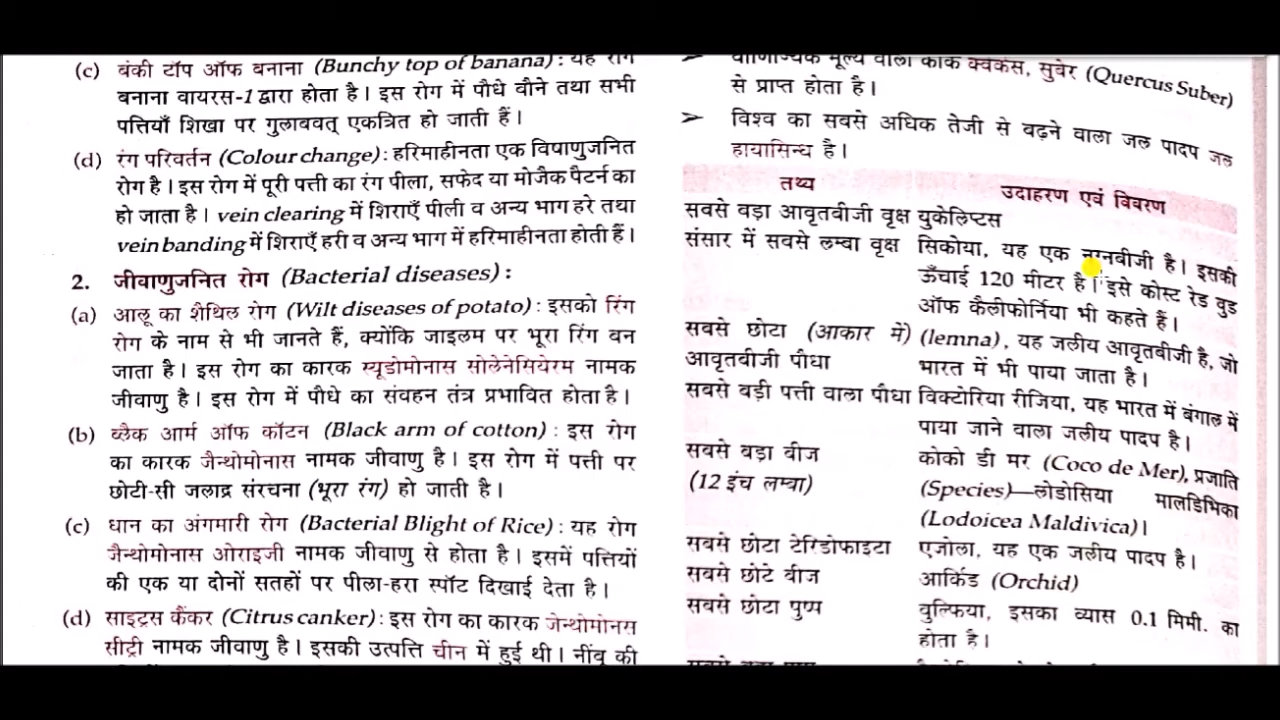 (c) बंकी टॉप ऑफ बनाना (Bunchy top of banana) : यह रोग
बनाना वायरस-1 द्वारा होता है। इस रोग में पौधे बौने तथा सभी
पत्तियाँ शिखा पर गुलाबवत् एकत्रित हो जाती हैं।
(d) रंग परिवर्तन (Colour change) : हरिमाहीनता एक विषाणुजनित
रोग है। इस रोग में पूरी पत्ती का रंग पीला, सफेद या मोजैक पैटर्न का
हो जाता है। vein clearing में शिराएँ पीली व अन्य भाग हरे तथा
vein banding में शिराएँ हरी व अन्य भाग में हरिमाहीनता होती हैं।
2. जीवाणुजनित रोग (Bacterial diseases) :
(a) आलू का शैथिल रोग (Wilt diseases of potato) : इसको रिंग
रोग के नाम से भी जानते हैं, क्योंकि जाइलम पर भूरा रिंग बन
जाता है। इस रोग का कारक स्यूडोमोनास सोलेनेसियेरम नामक
जीवाणु है। इस रोग में पौधे का संवहन तंत्र प्रभावित होता है।
(b) ब्लैक आर्म ऑफ कॉटन (Black arm of cotton) : इस रोग
का कारक जैन्थोमोनास नामक जीवाणु है। इस रोग में पत्ती पर
छोटी-सी जलाद्र संरचना (भूरा रंग) हो जाती है।
(c) धान का अंगमारी रोग (Bacterial Blight of Rice) : यह रोग
जैन्थोमोनास ओराइजी नामक जीवाणु से होता है। इसमें पत्तियों
की एक या दोनों सतहों पर पीला-हरा स्पॉट दिखाई देता है।
(d) साइट्रस कैंकर (Citrus canker) : इस रोग का कारक जेन्थोमोनस
सीट्री नामक जीवाणु है। इसकी उत्पत्ति चीन में हुई थी। नींबू की
➢ वाणिज्यिक मूल्य वाला कॉर्क क्वेर्कस, सुबेर (Quercus Suber)
से प्राप्त होता है।
➢ विश्व का सबसे अधिक तेजी से बढ़ने वाला जल पादप जल
हायासिन्थ है।
तथ्य उदाहरण एवं विवरण
सबसे बड़ा आवृतबीजी वृक्ष युकेलिप्टस
संसार में सबसे लम्बा वृक्ष सिकोया, यह एक नग्नबीजी है। इसकी
ऊँचाई 120 मीटर है। इसे कोस्ट रेड वुड
ऑफ कैलीफोर्निया भी कहते हैं।
सबसे छोटा (आकार में) (lemna), यह जलीय आवृतबीजी है, जो
आवृतबीजी पौधा भारत में भी पाया जाता है।
सबसे बड़ी पत्ती वाला पौधा विक्टोरिया रीजिया, यह भारत में बंगाल में
पाया जाने वाला जलीय पादप है।
सबसे बड़ा बीज कोको डी मर (Coco de Mer), प्रजाति
(12 इंच लम्बा) (Species)—लोडोसिया मालडिभिका
(Lodoicea Maldivica)।
सबसे छोटा टेरिडोफाइटा एजोला, यह एक जलीय पादप है।
सबसे छोटे बीज आर्किड (Orchid)
सबसे छोटा पुष्प वुल्फिया, इसका व्यास 0.1 मिमी. का
होता है।